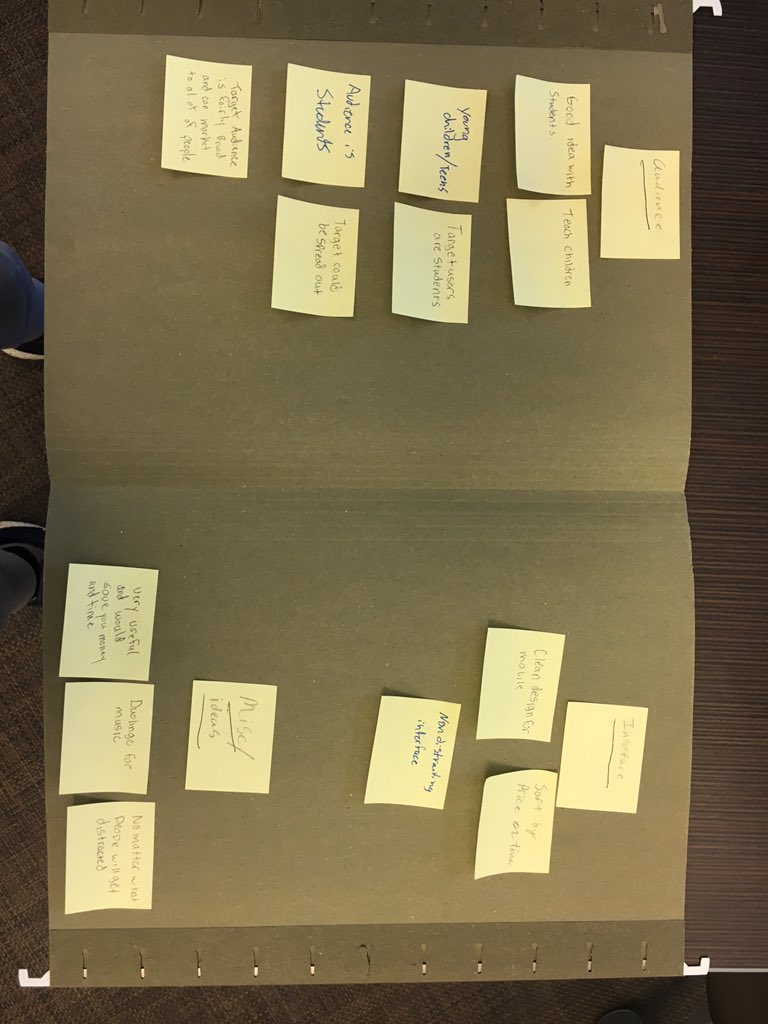 Audience
Good idea with
Students.
Teach children
Young
children/Teens
Target users
are Students
Audience is
Students
Target could
be spread out
Target Audience
is fairly Broad
and can market
to al ot of people
Interface
Clean design for
mobile
Sort by
Price or time
Nondistracting
interface
Misc/
ideas
Very useful
and would
save you money
and time
Duolingo for
music
No matter what
People will get
distracted